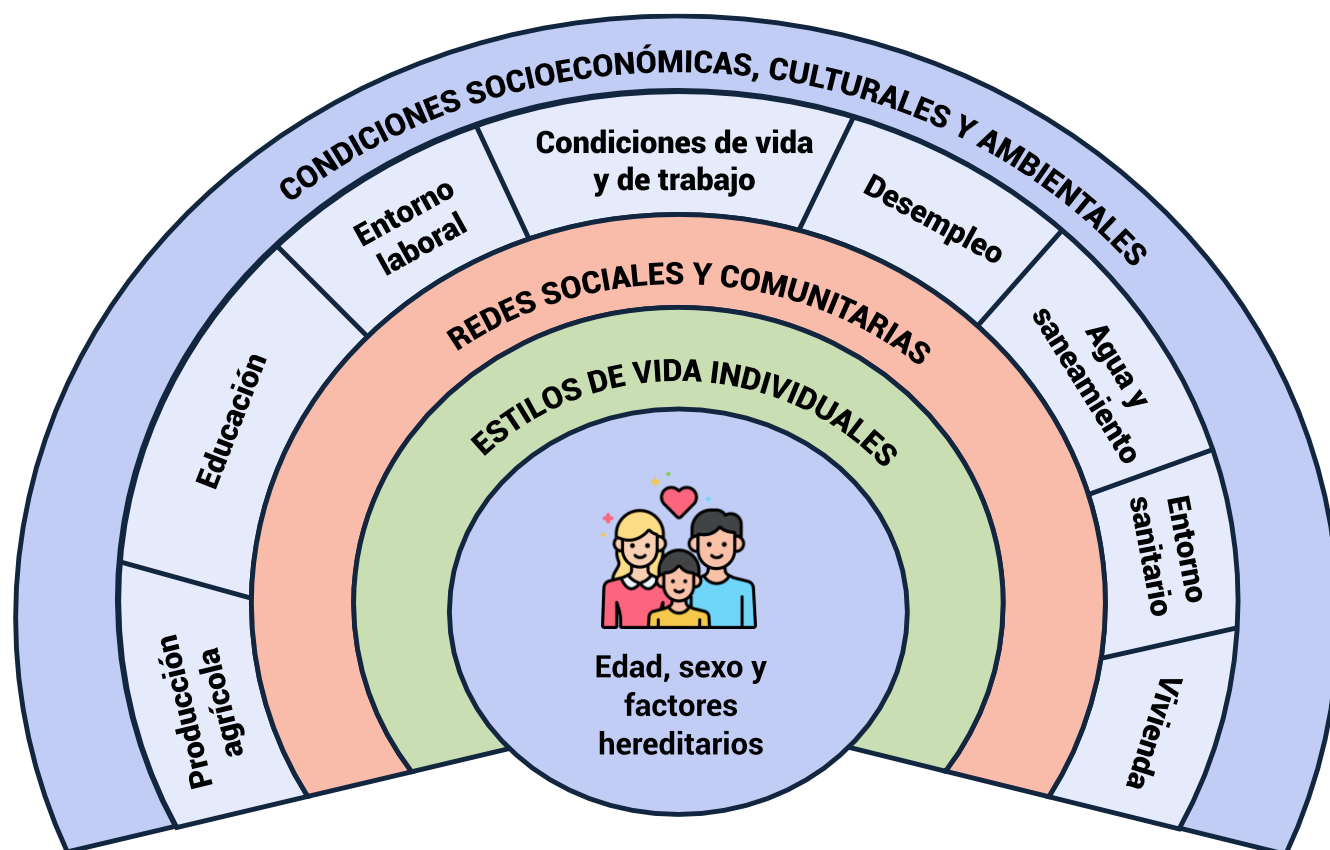 CONDICIONES SOCIOECONÓMICAS, CULTURALES Y AMBIENTALES
Producción
agrícola
Educación
Entorno
laboral
Condiciones de vida
y de trabajo
Desempleo
Agua y
saneamiento
Entorno
sanitario
Vivienda
REDES SOCIALES Y COMUNITARIAS
ESTILOS DE VIDA INDIVIDUALES
Edad, sexo y
factores
hereditarios